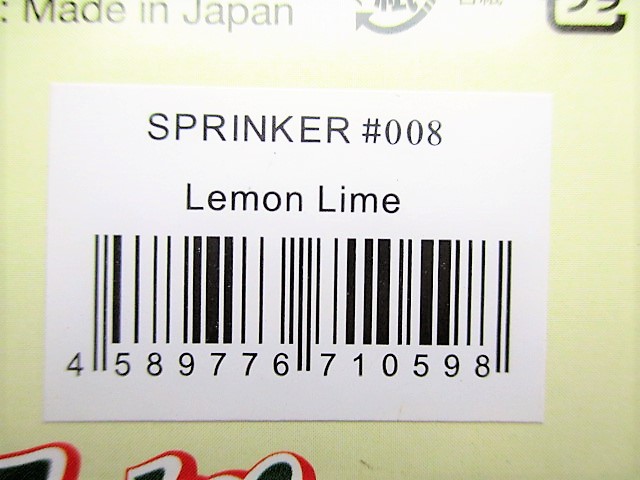 : Made in Japan
SPRINKER #008
Lemon Lime
4 589776 710598